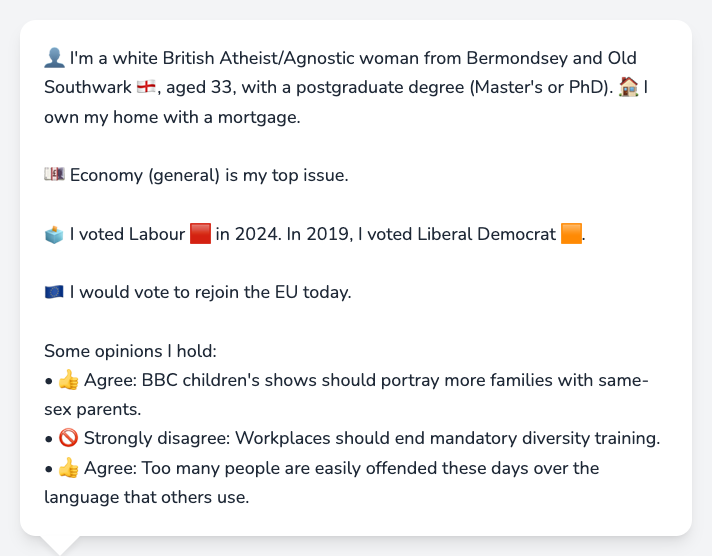 👤 I'm a white British Atheist/Agnostic woman from Bermondsey and Old
Southwark 🏴󠁧󠁢󠁥󠁮󠁧󠁿, aged 33, with a postgraduate degree (Master's or PhD). 🏠 I
own my home with a mortgage.
💷 Economy (general) is my top issue.
🗳️ I voted Labour 🟥 in 2024. In 2019, I voted Liberal Democrat 🟧.
🇪🇺 I would vote to rejoin the EU today.
Some opinions I hold:
• 👍 Agree: BBC children's shows should portray more families with same-
sex parents.
• 🚫 Strongly disagree: Workplaces should end mandatory diversity training.
• 👍 Agree: Too many people are easily offended these days over the
language that others use.